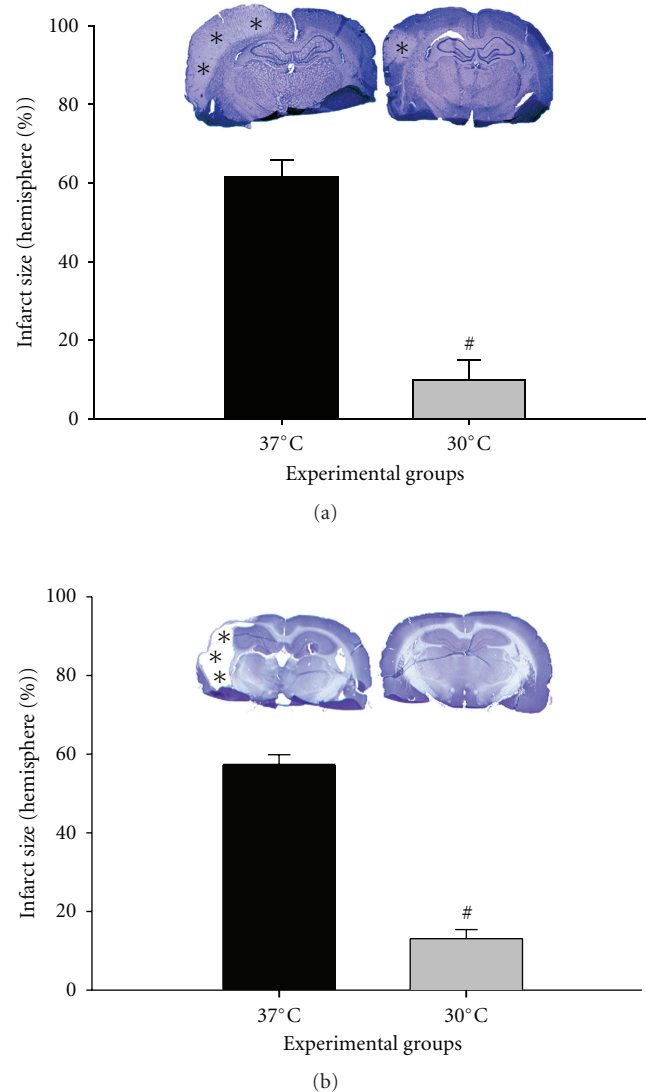 100
80
60
40
20
0
Infarct size (hemisphere (%))
* * *
*
#
37°C
30°C
Experimental groups
(a)
100
80
60
40
20
0
Infarct size (hemisphere (%))
* * *
#
37°C
30°C
Experimental groups
(b)